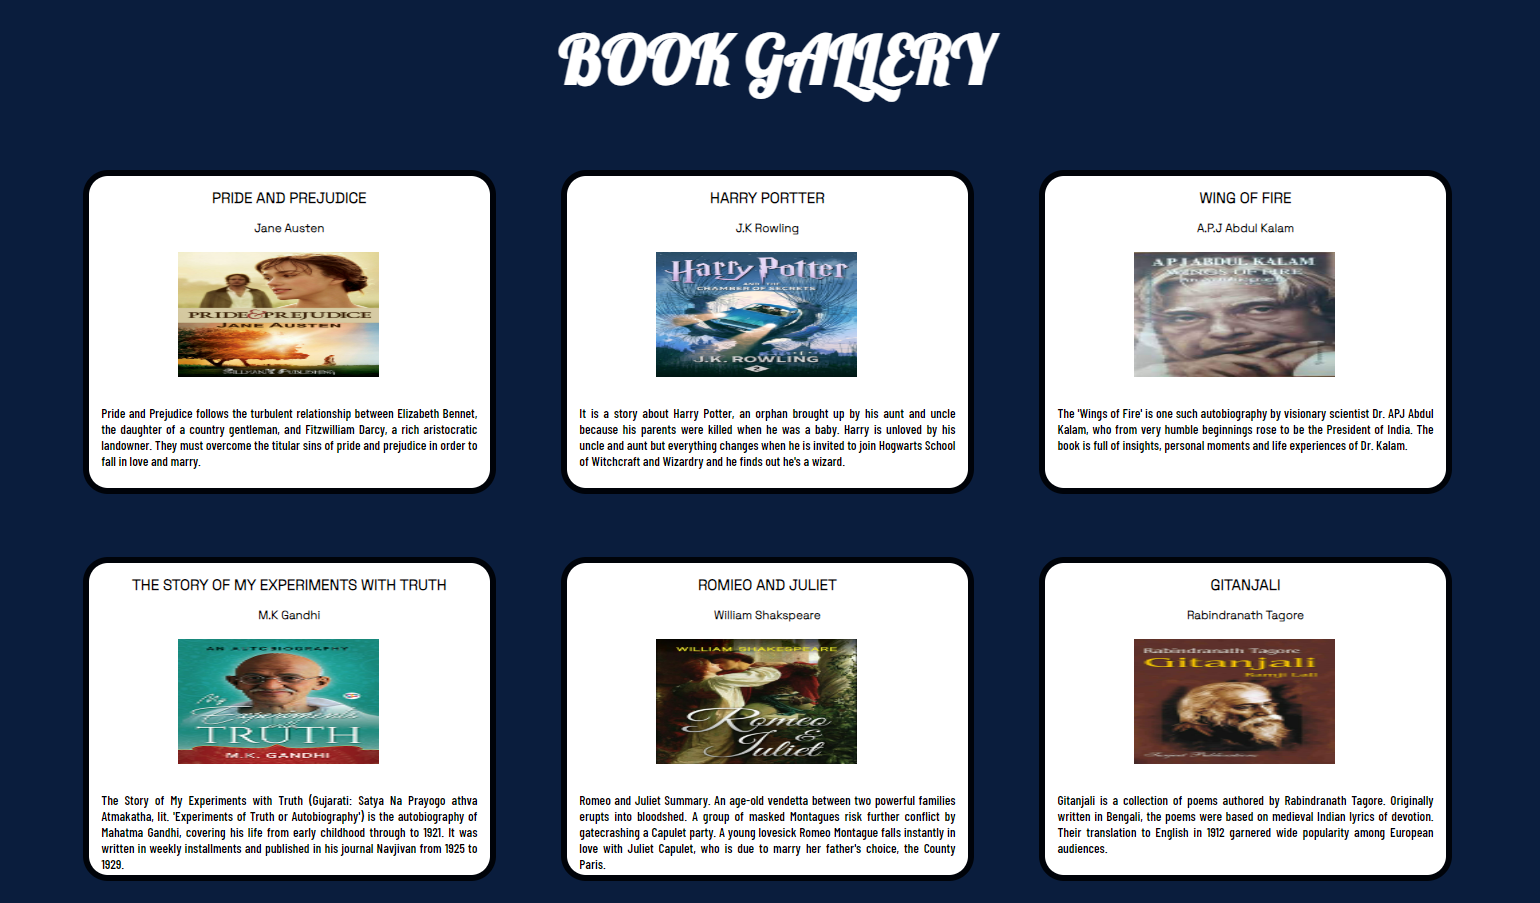 BOOK GALLERY
PRIDE AND PREJUDICE
Jane Austen
PRIDE & PREJUDICE
JANE AUSTEN
Pride and Prejudice follows the turbulent relationship between Elizabeth Bennet,
the daughter of a country gentleman, and Fitzwilliam Darcy, a rich aristocratic
landowner. They must overcome the titular sins of pride and prejudice in order to
fall in love and marry.
HARRY PORTTER
J.K Rowling
Harry Potter
AND THE
CHAMBER OF SECRETS
J.K. ROWLING
2
It is a story about Harry Potter, an orphan brought up by his aunt and uncle
because his parents were killed when he was a baby. Harry is unloved by his
uncle and aunt but everything changes when he is invited to join Hogwarts School
of Witchcraft and Wizardry and he finds out he's a wizard.
WING OF FIRE
A.P.J Abdul Kalam
A P J ABDUL KALAM
WINGS OF FIRE
An Autobiography
The 'Wings of Fire' is one such autobiography by visionary scientist Dr. APJ Abdul
Kalam, who from very humble beginnings rose to be the President of India. The
book is full of insights, personal moments and life experiences of Dr. Kalam.
THE STORY OF MY EXPERIMENTS WITH TRUTH
M.K Gandhi
AN AUTOBIOGRAPHY
My
Experiments
with
TRUTH
M.K. GANDHI
The Story of My Experiments with Truth (Gujarati: Satya Na Prayogo athva
Atmakatha, lit. 'Experiments of Truth or Autobiography') is the autobiography of
Mahatma Gandhi, covering his life from early childhood through to 1921. It was
written in weekly installments and published in his journal Navjivan from 1925 to
1929.
ROMIEO AND JULIET
William Shakspeare
WILLIAM SHAKESPEARE
Romeo
&
Juliet
Romeo and Juliet Summary. An age-old vendetta between two powerful families
erupts into bloodshed. A group of masked Montagues risk further conflict by
gatecrashing a Capulet party. A young lovesick Romeo Montague falls instantly in
love with Juliet Capulet, who is due to marry her father's choice, the County
Paris.
GITANJALI
Rabindranath Tagore
Rabindranath Tagore
Gitanjali
Ramji Lall
Gitanjali is a collection of poems authored by Rabindranath Tagore. Originally
written in Bengali, the poems were based on medieval Indian lyrics of devotion.
Their translation to English in 1912 garnered wide popularity among European
audiences.